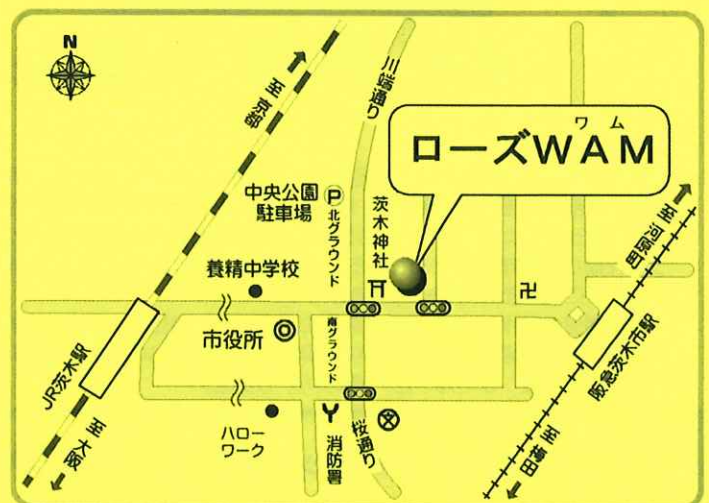 N
至 京都
川端通り
ワ ム
ローズWAM
中央公園
駐車場
P
北グラウンド
茨木神社
養精中学校
至 河原町
市役所
南グラウンド
JR茨木駅
阪急茨木市駅
至 大阪
ハロー
ワーク
消防署
桜通り
至 梅田